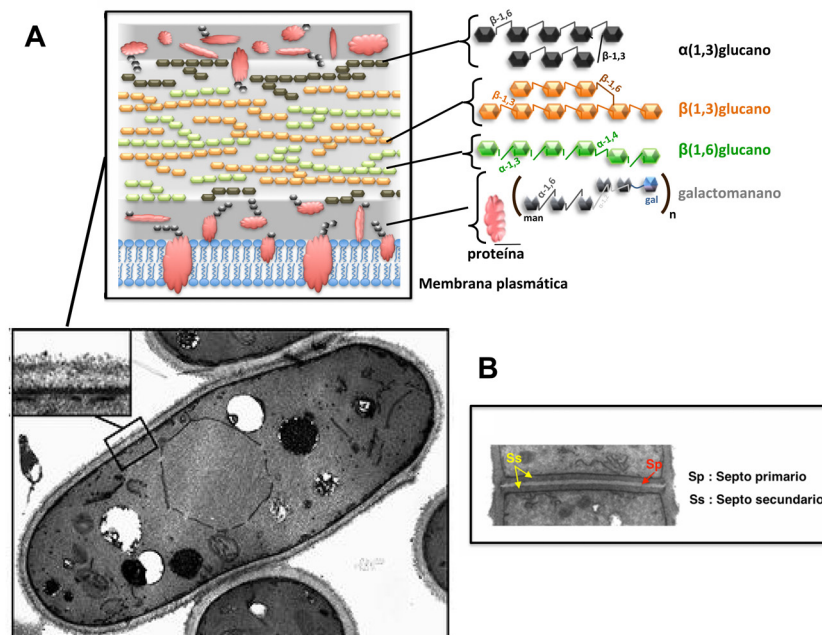 A
β-1,6
β-1,3
α(1,3)glucano
β-1,6
β-1,3
β(1,3)glucano
α-1,4
α-1,3
β(1,6)glucano
α-1,6
man
gal
n
galactomanano
proteína
Membrana plasmática
B
Ss
Sp
Sp : Septo primario
Ss : Septo secundario